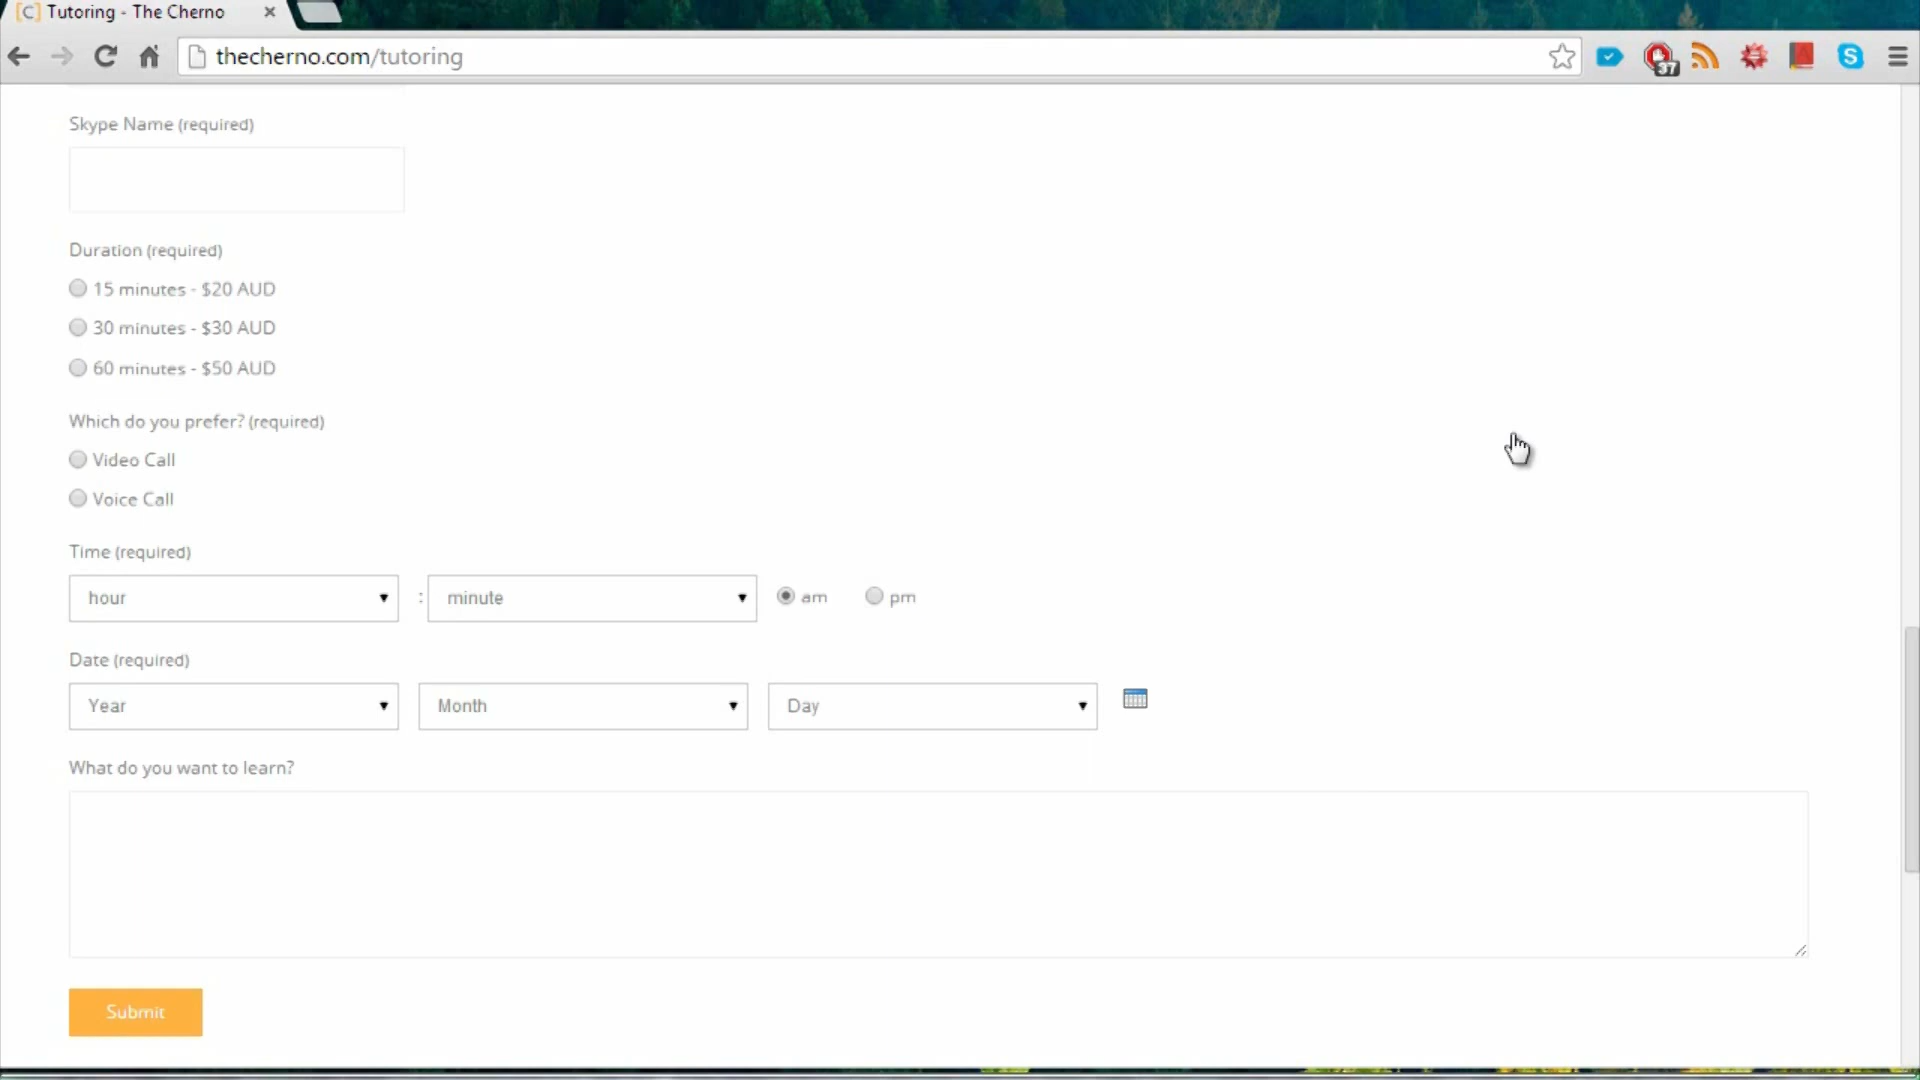 [C] Tutoring - The Cherno
thecherno.com/tutoring
37
Skype Name (required)
Duration (required)
15 minutes - $20 AUD
30 minutes - $30 AUD
60 minutes - $50 AUD
Which do you prefer? (required)
Video Call
Voice Call
Time (required)
hour : minute am pm
Date (required)
Year Month Day
What do you want to learn?
Submit